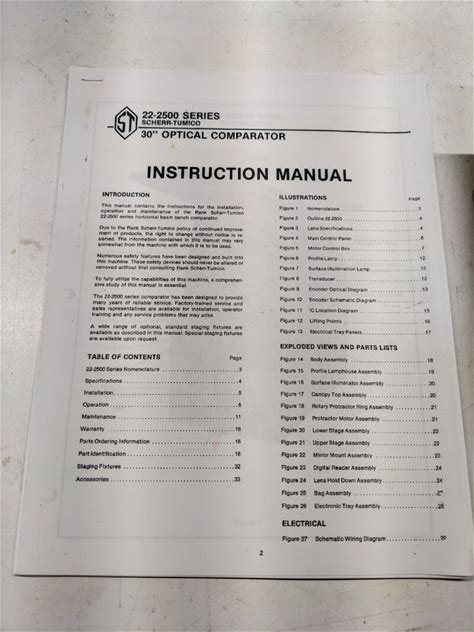 ST
22-2500 SERIES
SCHERR-TUMICO
30" OPTICAL COMPARATOR
INSTRUCTION MANUAL
INTRODUCTION
This manual contains the instructions for the installation,
operation and maintenance of the Rank Scherr-Tumico
22-2500 series horizontal beam bench comparator.
Due to the Rank Scherr-Tumico policy of continued improve-
ment of products, the right to change without notice is re-
served. The information contained in this manual may vary
somewhat from the machine with which it is to be used.
Numerous safety features have been designed and built into
this machine. These safety devices should never be altered or
removed without first consulting Rank Scherr-Tumico.
To fully utilize the capabilities of this machine, a comprehen-
sive study of this manual is essential.
The 22-2500 series comparator has been designed to provide
many years of reliable service. Factory-trained service and
sales representatives are available for installation, operator
training and any service problems that may arise.
A wide range of optional, standard staging fixtures are
available as described in this manual. Special staging fixtures
are available upon request.
TABLE OF CONTENTS Page
22-2500 Series Nomenclature 3
Specifications 4
Installation 5
Operation 6
Maintenance 11
Warranty 16
Parts Ordering Information 16
Part Identification 16
Staging Fixtures 32
Accessories 33
ILLUSTRATIONS Page
Figure 1 Nomenclature 3
Figure 2 Outline 22-2500 4
Figure 3 Lens Specifications 4
Figure 4 Main Control Panel 7
Figure 5 Motor Control Box 7
Figure 6 Profile Lamp 12
Figure 7 Surface Illumination Lamp 12
Figure 8 Transducer
Figure 9 Encoder Optical Diagram 13
Figure 10 Encoder Schematic Diagram
Figure 11 IC Location Diagram
Figure 12 Lifting Points 16
Figure 13 Electrical Tray Panels 17
EXPLODED VIEWS AND PARTS LISTS
Figure 14 Body Assembly 18
Figure 15 Profile Lamphouse Assembly 19
Figure 16 Surface Illuminator Assembly 20
Figure 17 Canopy Top Assembly 20
Figure 18 Rotary Protractor Ring Assembly 21
Figure 19 Protractor Motor Assembly 21
Figure 20 Lower Stage Assembly 22
Figure 21 Upper Stage Assembly 22
Figure 22 Mirror Mount Assembly 23
Figure 23 Digital Reader Assembly 24
Figure 24 Lens Hold Down Assembly 24
Figure 25 Bag Assembly
Figure 26 Electronic Tray Assembly 26
ELECTRICAL
Figure 27 Schematic Wiring Diagram 29
2